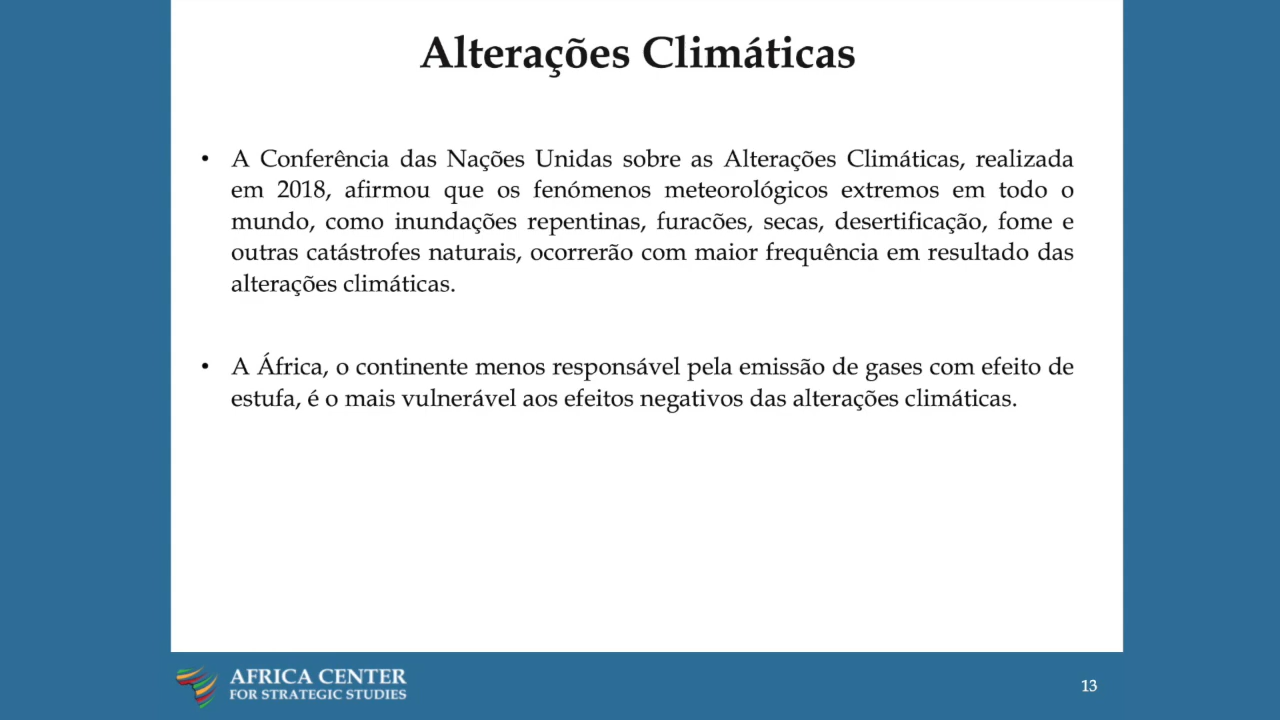 Alterações Climáticas
• A Conferência das Nações Unidas sobre as Alterações Climáticas, realizada
em 2018, afirmou que os fenómenos meteorológicos extremos em todo o
mundo, como inundações repentinas, furacões, secas, desertificação, fome e
outras catástrofes naturais, ocorrerão com maior frequência em resultado das
alterações climáticas.
• A África, o continente menos responsável pela emissão de gases com efeito de
estufa, é o mais vulnerável aos efeitos negativos das alterações climáticas.
AFRICA CENTER
FOR STRATEGIC STUDIES
13